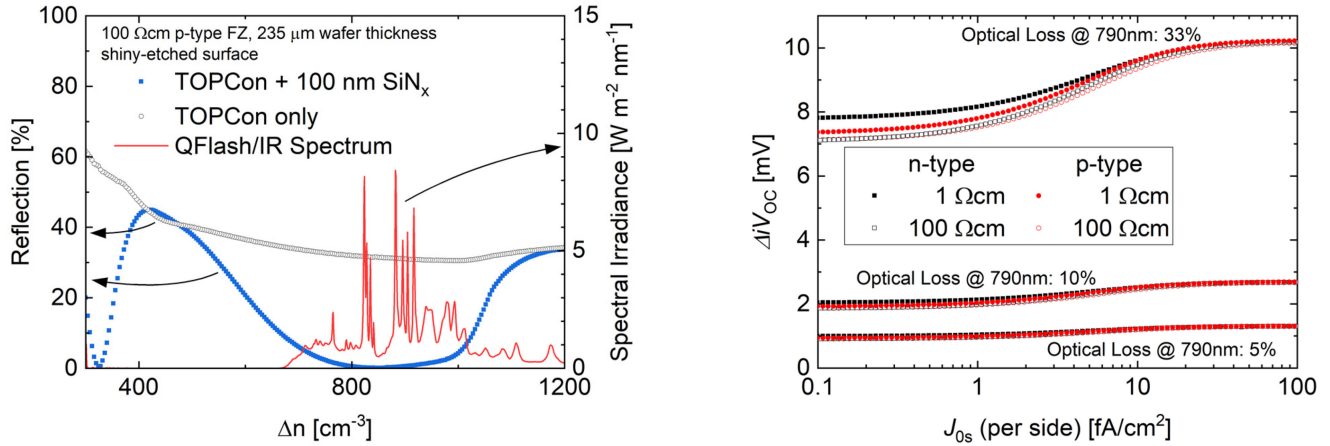 100 Ωcm p-type FZ, 235 μm wafer thickness
shiny-etched surface
TOPCon + 100 nm SiNx
TOPCon only
QFlash/IR Spectrum
Reflection [%]
100
80
60
40
20
0
400
800
1200
Δn [cm-3]
15
10
5
0
Spectral Irradiance [W m-2 nm-1]
Optical Loss @ 790nm: 33%
n-type p-type
1 Ωcm 1 Ωcm
100 Ωcm 100 Ωcm
Optical Loss @ 790nm: 10%
Optical Loss @ 790nm: 5%
ΔiVOC [mV]
10
8
6
4
2
0
0.1
1
10
100
J0s (per side) [fA/cm2]